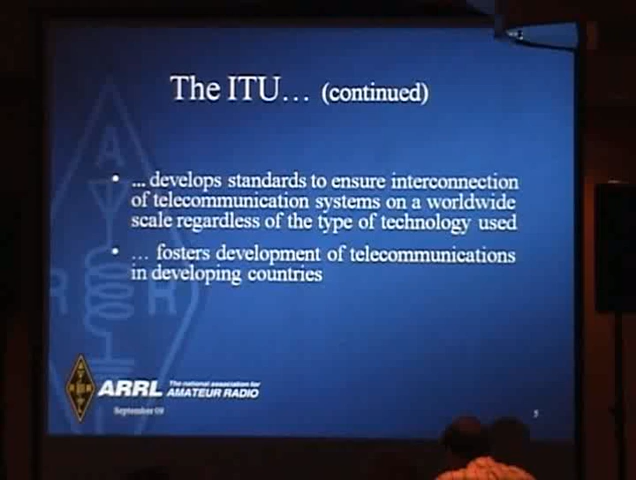 The ITU... (continued)
• ... develops standards to ensure interconnection
of telecommunication systems on a worldwide
scale regardless of the type of technology used
• ... fosters development of telecommunications
in developing countries
A
R R
ARRL The national association for
AMATEUR RADIO
September 09
5